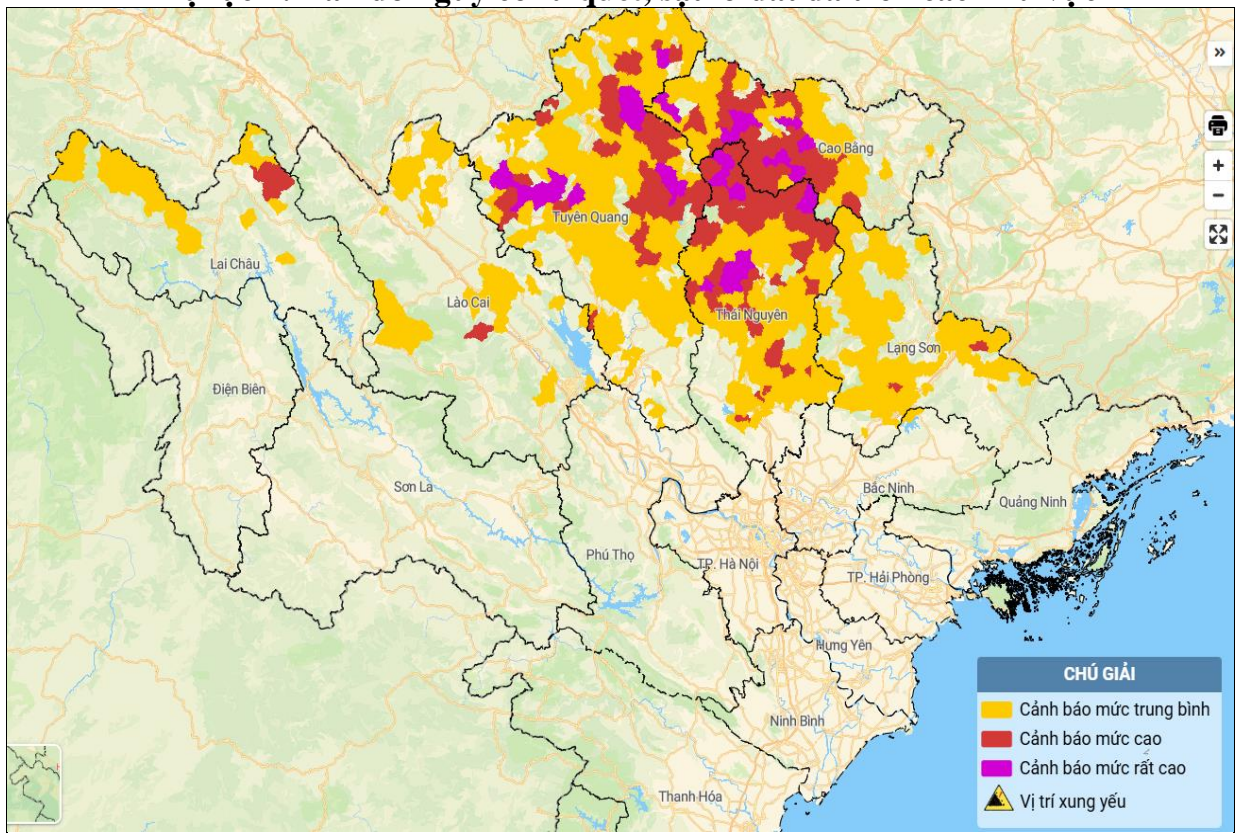 »
Cao Bằng
Tuyên Quang
Lai Châu
Lào Cai
Thái Nguyên
Lạng Sơn
Điện Biên
Sơn La
Bắc Ninh
Quảng Ninh
Phú Thọ
TP. Hà Nội
TP. Hải Phòng
Hưng Yên
Ninh Bình
Thanh Hóa
CHÚ GIẢI
Cảnh báo mức trung bình
Cảnh báo mức cao
Cảnh báo mức rất cao
Vị trí xung yếu